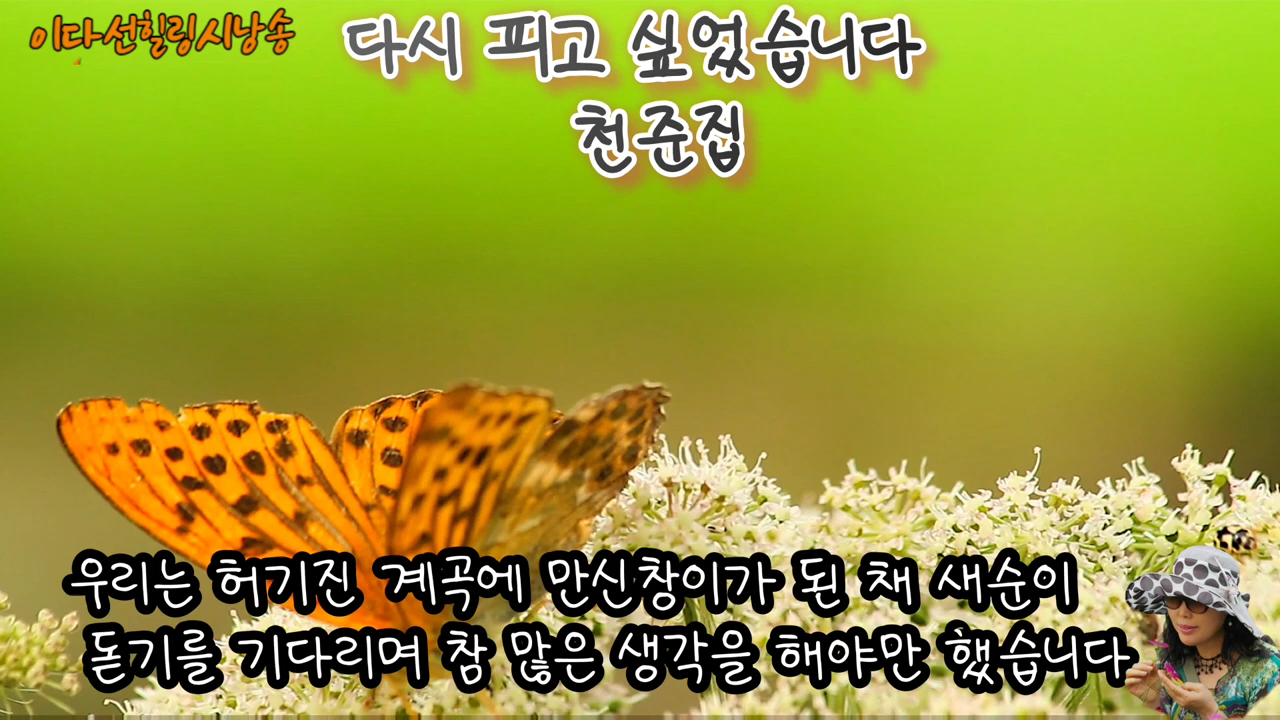 이다선힐링시낭송
다시 피고 싶었습니다
천준집
우리는 허기진 계곡에 만신창이가 된 채 새순이
돋기를 기다리며 참 많은 생각을 해야만 했습니다